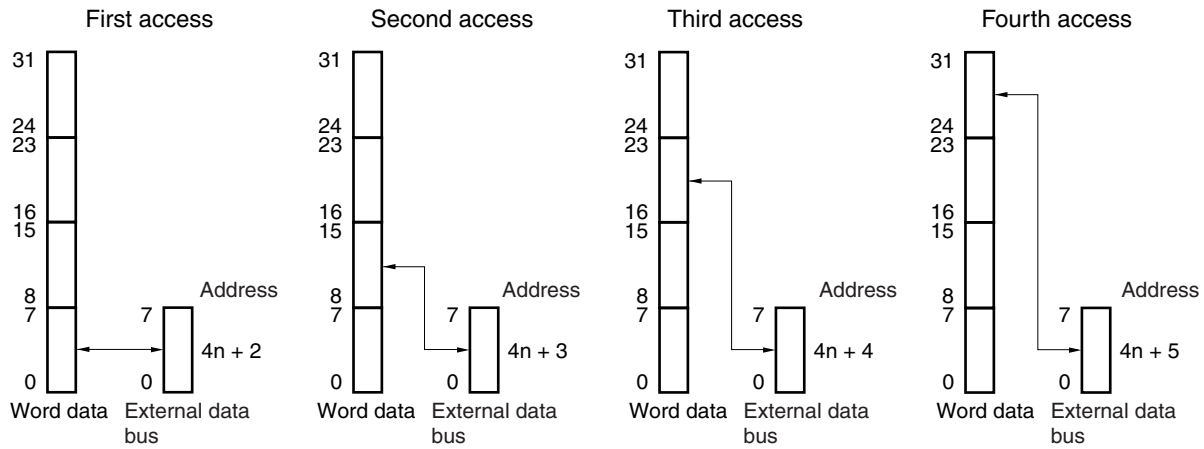 First access
31
24
23
16
15
8
7
0
Address
7
4n + 2
0
Word data
External data
bus
Second access
31
24
23
16
15
8
7
0
Address
7
4n + 3
0
Word data
External data
bus
Third access
31
24
23
16
15
8
7
0
Address
7
4n + 4
0
Word data
External data
bus
Fourth access
31
24
23
16
15
8
7
0
Address
7
4n + 5
0
Word data
External data
bus